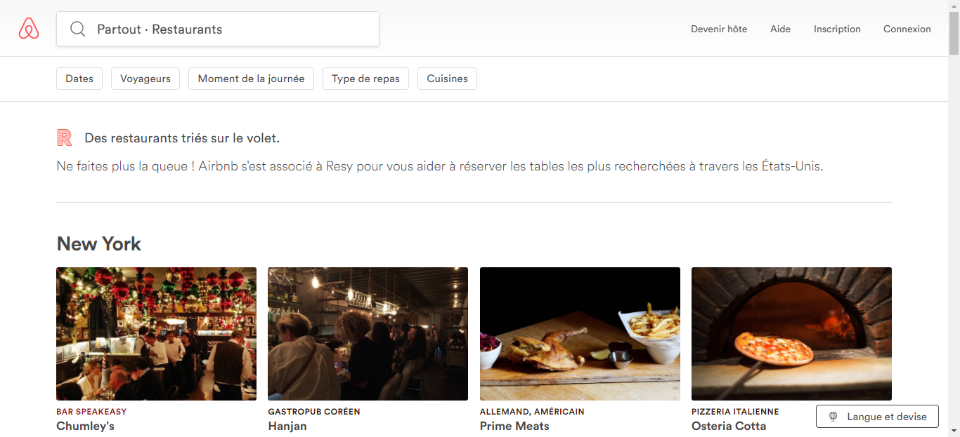 Partout · Restaurants
Devenir hôte Aide Inscription Connexion
Dates Voyageurs Moment de la journée Type de repas Cuisines
R Des restaurants triés sur le volet.
Ne faites plus la queue ! Airbnb s'est associé à Resy pour vous aider à réserver les tables les plus recherchées à travers les États-Unis.
New York
BAR SPEAKEASY
Chumley's
GASTROPUB CORÉEN
Hanjan
ALLEMAND, AMÉRICAIN
Prime Meats
PIZZERIA ITALIENNE
Osteria Cotta
Langue et devise